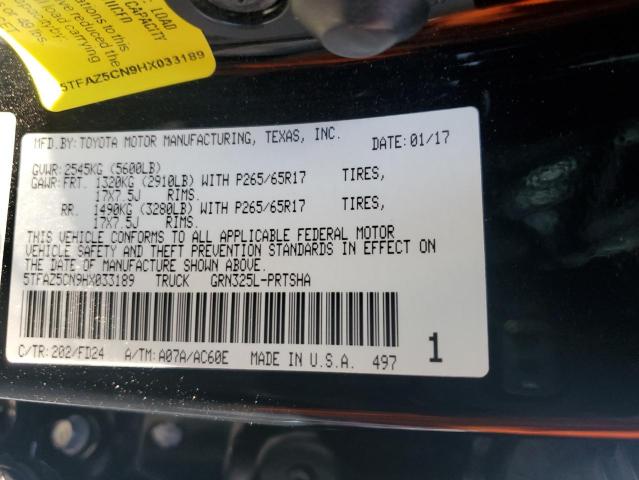 LOAD
CAPACITY
5TFAZ5CN9HX033189
MFD.BY: TOYOTA MOTOR MANUFACTURING, TEXAS, INC. DATE: 01/17
GVWR: 2545KG (5600LB)
GAWR: FRT. 1320KG (2910LB) WITH P265/65R17 TIRES,
17X7.5J RIMS.
RR. 1490KG (3280LB) WITH P265/65R17 TIRES,
17X7.5J RIMS.
THIS VEHICLE CONFORMS TO ALL APPLICABLE FEDERAL MOTOR
VEHICLE SAFETY AND THEFT PREVENTION STANDARDS IN EFFECT ON
THE DATE OF MANUFACTURE SHOWN ABOVE.
5TFAZ5CN9HX033189 TRUCK GRN325L-PRTSHA
C/TR: 202/FD24 A/TM: A07A/AC60E MADE IN U.S.A. 497 1